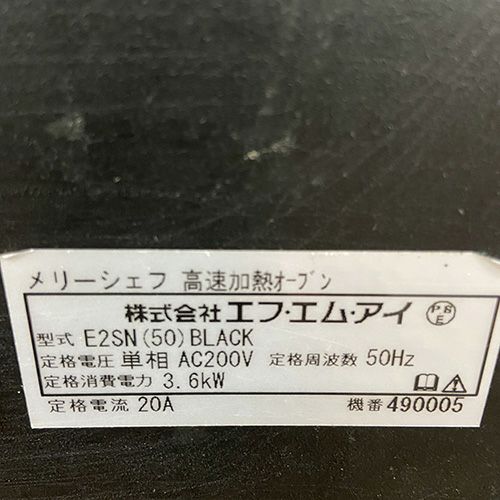 メリーシェフ 高速加熱オーブン
株式会社エフ・エム・アイ PSE
型式 E2SN(50)BLACK
定格電圧 単相 AC200V 定格周波数 50Hz
定格消費電力 3.6kW
定格電流 20A 機番 490005